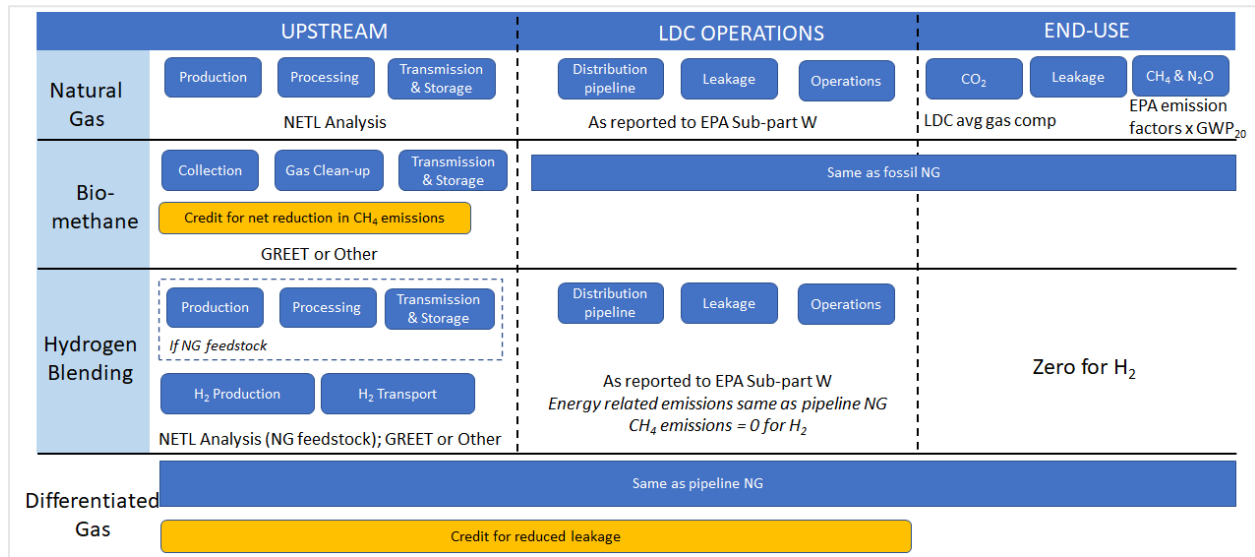 UPSTREAM
LDC OPERATIONS
END-USE
Natural
Gas
Production
Processing
Transmission
& Storage
NETL Analysis
Distribution
pipeline
Leakage
Operations
As reported to EPA Sub-part W
CO₂
Leakage
CH₄ & N₂O
LDC avg gas comp
EPA emission
factors x GWP₂₀
Bio-
methane
Collection
Gas Clean-up
Transmission
& Storage
Credit for net reduction in CH₄ emissions
GREET or Other
Same as fossil NG
Hydrogen
Blending
Production
Processing
Transmission
& Storage
If NG feedstock
H₂ Production
H₂ Transport
NETL Analysis (NG feedstock); GREET or Other
Distribution
pipeline
Leakage
Operations
As reported to EPA Sub-part W
Energy related emissions same as pipeline NG
CH₄ emissions = 0 for H₂
Zero for H₂
Differentiated
Gas
Same as pipeline NG
Credit for reduced leakage